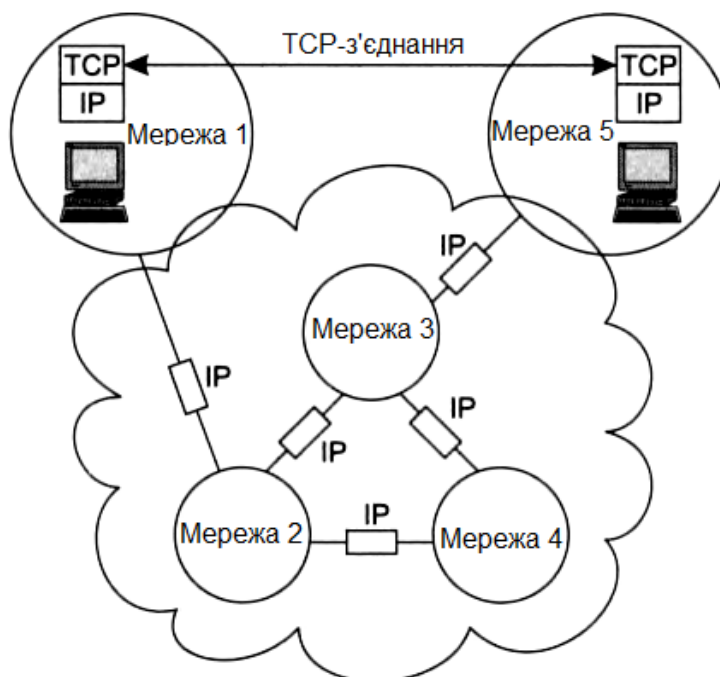 TCP-з'єднання
TCP
IP
Мережа 1
TCP
IP
Мережа 5
IP
Мережа 3
IP
IP
IP
Мережа 2
IP
Мережа 4